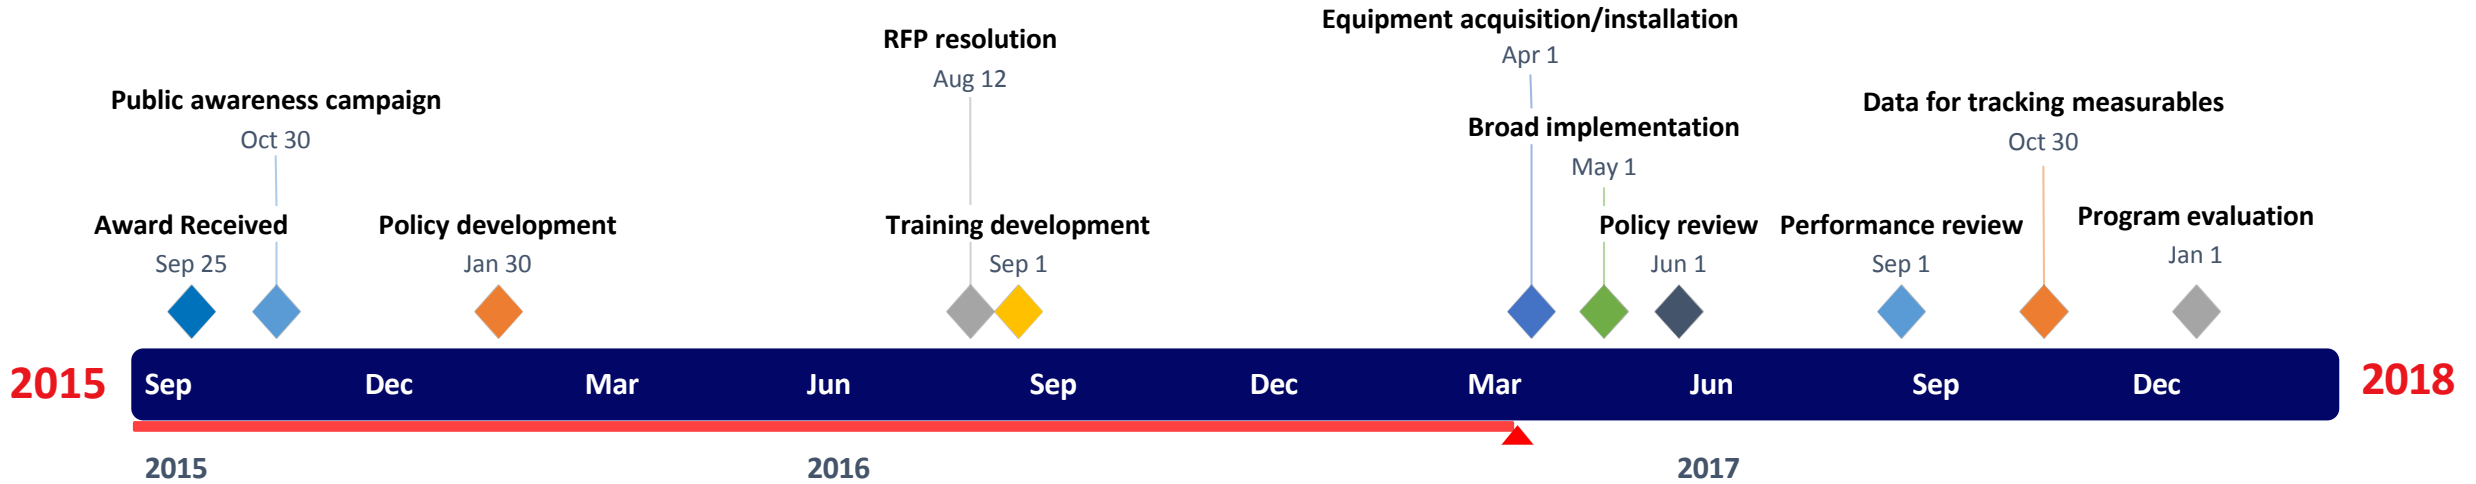 Equipment acquisition/installation
Apr 1
RFP resolution
Aug 12
Public awareness campaign
Oct 30
Data for tracking measurables
Oct 30
Broad implementation
May 1
Award Received
Sep 25
Policy development
Jan 30
Training development
Sep 1
Policy review
Jun 1
Performance review
Sep 1
Program evaluation
Jan 1
2015
Sep Dec Mar Jun Sep Dec Mar Jun Sep Dec
2018
2015 2016 2017